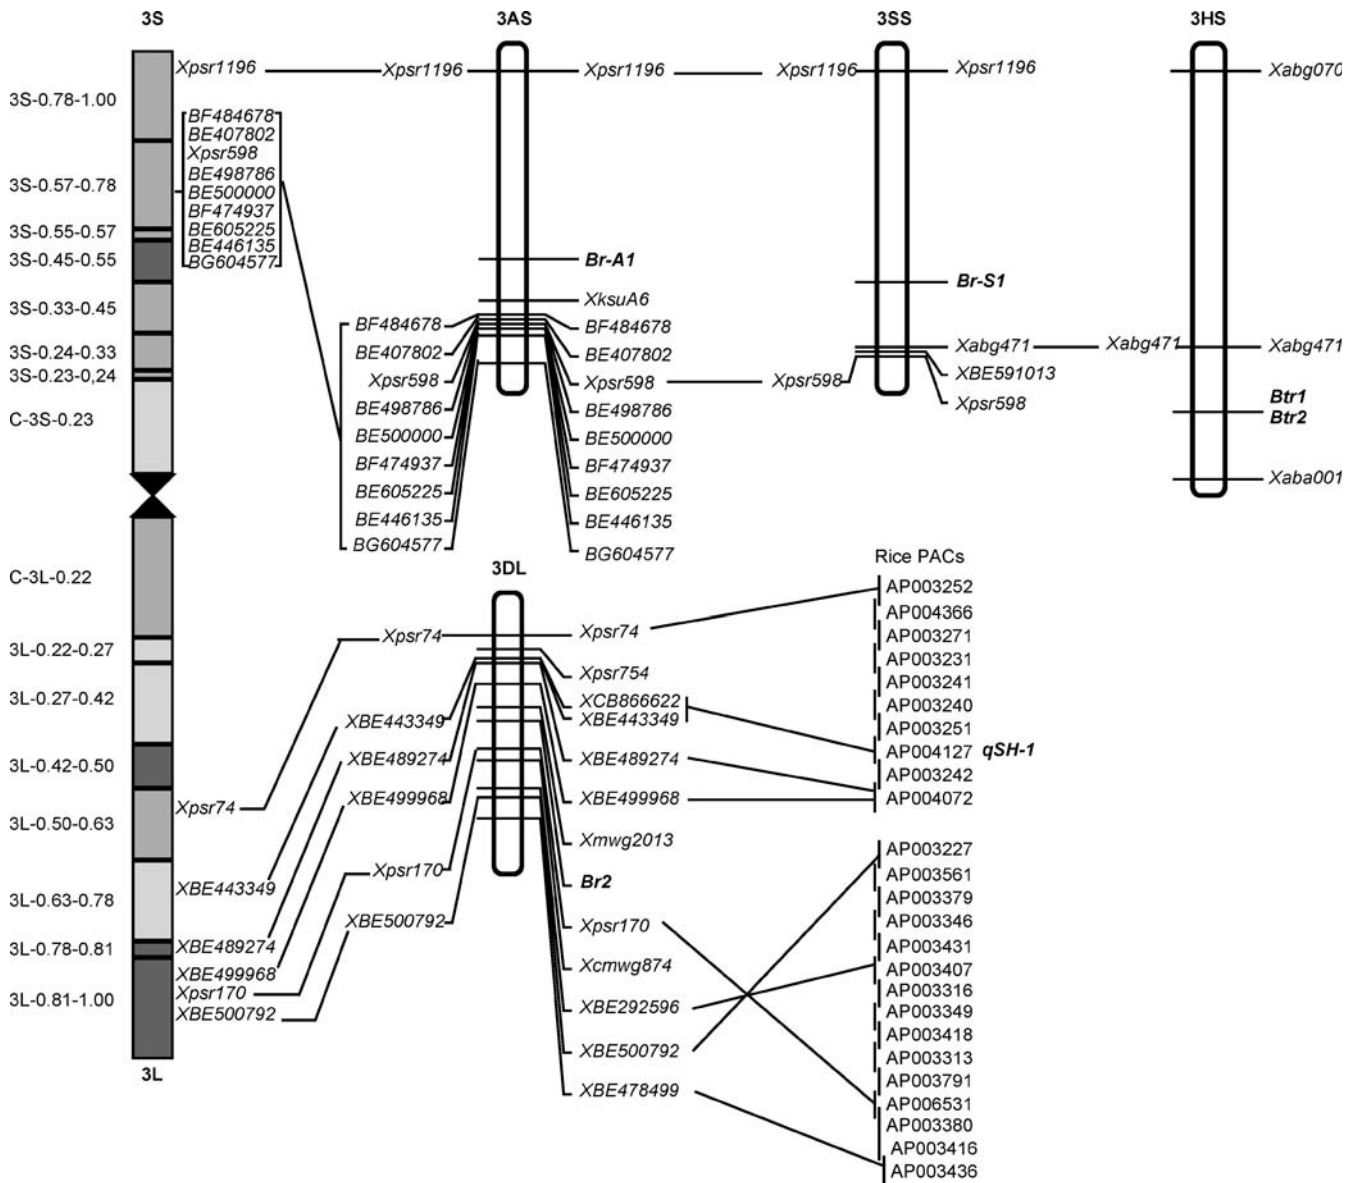 3S
3AS
3SS
3HS
3S-0.78-1.00
3S-0.57-0.78
3S-0.55-0.57
3S-0.45-0.55
3S-0.33-0.45
3S-0.24-0.33
3S-0.23-0,24
C-3S-0.23
C-3L-0.22
3L-0.22-0.27
3L-0.27-0.42
3L-0.42-0.50
3L-0.50-0.63
3L-0.63-0.78
3L-0.78-0.81
3L-0.81-1.00
3L
Xpsr1196
BF484678
BE407802
Xpsr598
BE498786
BE500000
BF474937
BE605225
BE446135
BG604577
Xpsr74
XBE443349
XBE489274
XBE499968
Xpsr170
XBE500792
Xpsr1196
BF484678
BE407802
Xpsr598
BE498786
BE500000
BF474937
BE605225
BE446135
BG604577
Xpsr1196
Br-A1
XksuA6
BF484678
BE407802
Xpsr598
BE498786
BE500000
BF474937
BE605225
BE446135
BG604577
Xpsr1196
Xpsr598
Xpsr1196
Br-S1
Xabg471
XBE591013
Xpsr598
Xabg471
Xabg070
Xabg471
Btr1
Btr2
Xaba001
3DL
Xpsr74
XBE443349
XBE489274
XBE499968
Xpsr170
XBE500792
Xpsr74
Xpsr754
XCB866622
XBE443349
XBE489274
XBE499968
Xmwg2013
Br2
Xpsr170
Xcmwg874
XBE292596
XBE500792
XBE478499
Rice PACs
AP003252
AP004366
AP003271
AP003231
AP003241
AP003240
AP003251
AP004127 qSH-1
AP003242
AP004072
AP003227
AP003561
AP003379
AP003346
AP003431
AP003407
AP003316
AP003349
AP003418
AP003313
AP003791
AP006531
AP003380
AP003416
AP003436